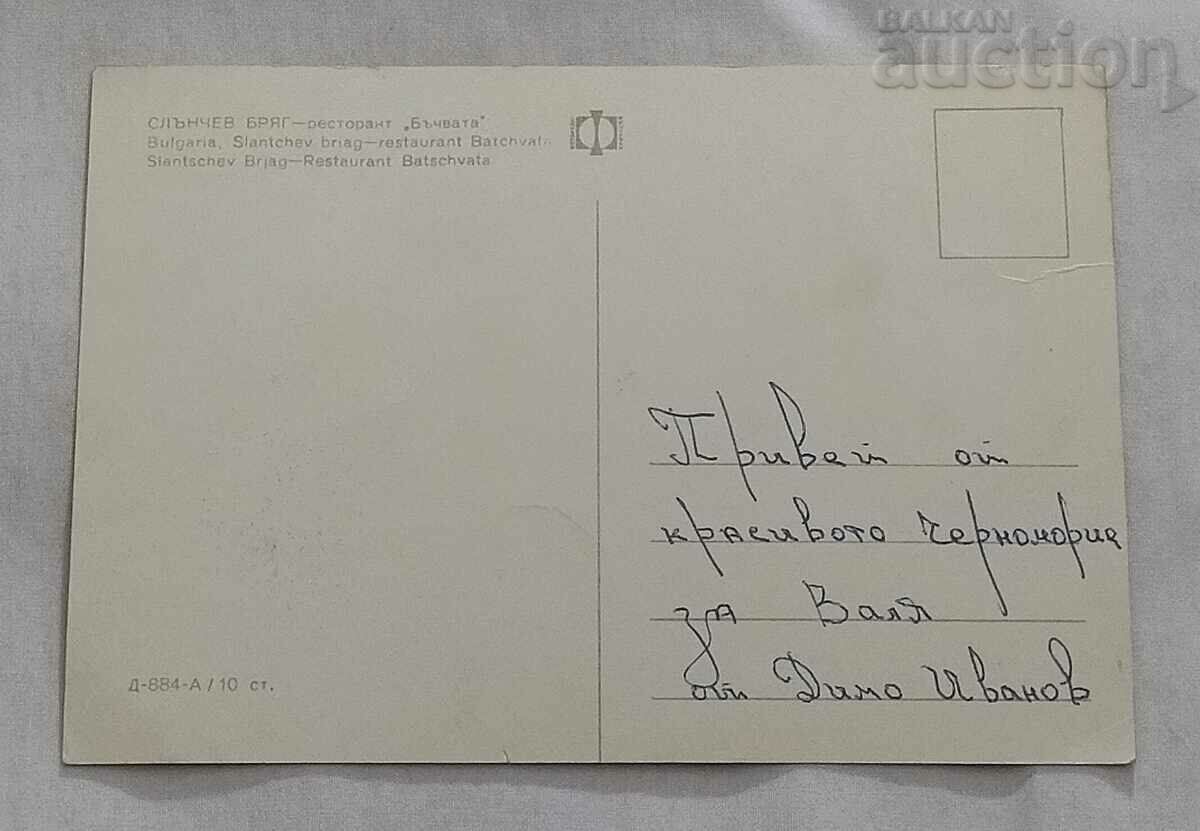 BALKAN
auction
СЛЪНЧЕВ БРЯГ—ресторант „Бъчвата“
Bulgaria, Slantchev briag—restaurant Batchvata
Slantschev Briag—Restaurant Batschvata
Привет от
красивото Черноморие
за Валя
от Димо Иванов
Д-884-А / 10 ст.